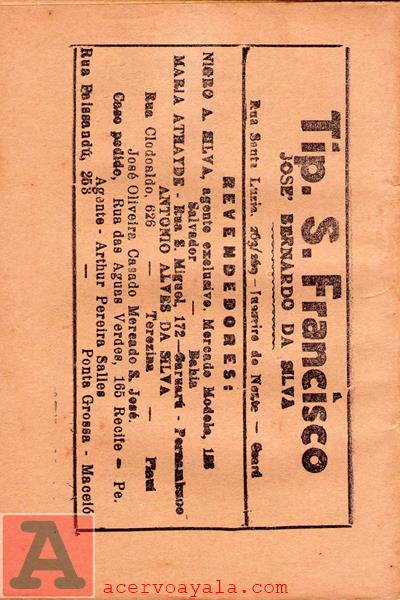 Tip. S. Francisco
JOSÉ BERNARDO DA SILVA
Rua Santa Luzia, 263/269 — Juazeiro do Norte — Ceará
REVENDEDORES:
NIGRO A. SILVA, agente exclusivo. Mercado Modelo,
Salvador — Bahia
MARIA ATHAYDE - Rua S. Miguel, 172 — Caruarú - Pernambuco
ANTONIO ALVES DA SILVA
Rua Clodoaldo, 626 — Terezina — Piauí
José Oliveira Casado Mercado S. José.
Caso pedido, Rua das Aguas Verdes, 165 Recife — Pe.
Agente - Arthur Pereira Salles
Rua Paissandú, 253 — Ponta Grossa - Maceió
A
acervoayala.com